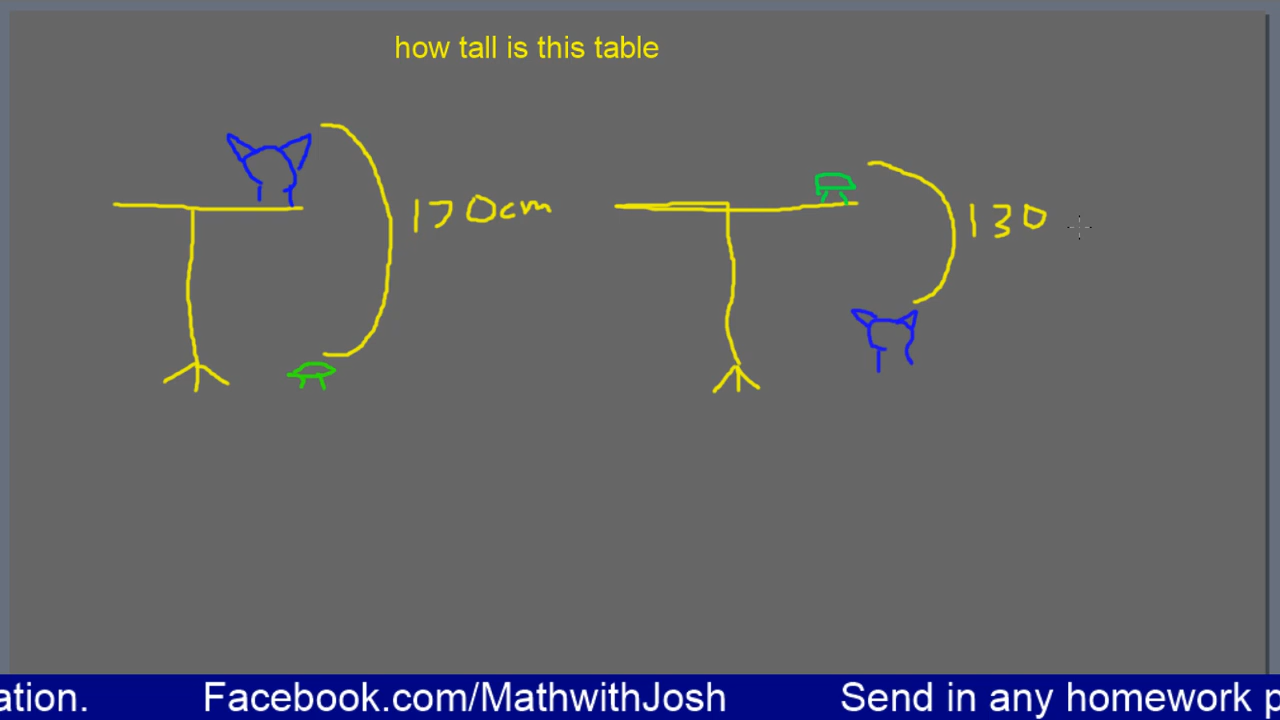 how tall is this table
170cm
130
ation. Facebook.com/MathwithJosh Send in any homework p